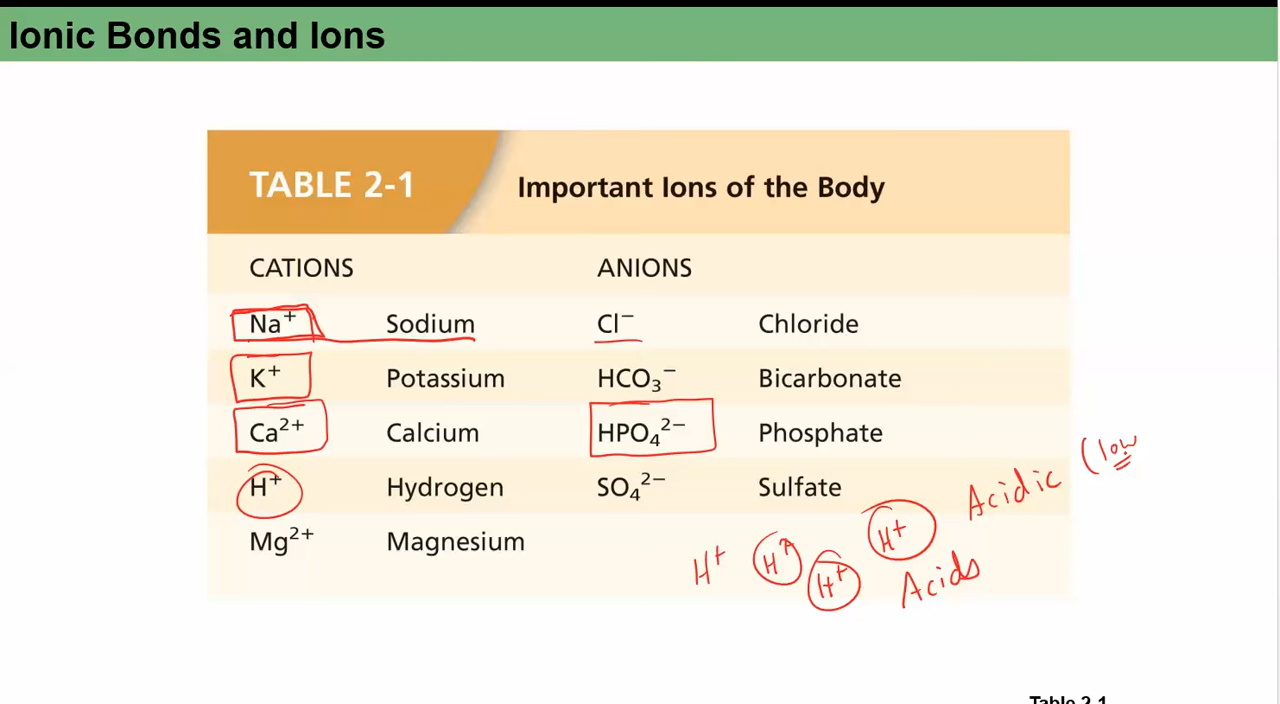 Ionic Bonds and Ions
TABLE 2-1 Important Ions of the Body
CATIONS ANIONS
Na⁺ Sodium Cl⁻ Chloride
K⁺ Potassium HCO₃⁻ Bicarbonate
Ca²⁺ Calcium HPO₄²⁻ Phosphate
H⁺ Hydrogen SO₄²⁻ Sulfate
Mg²⁺ Magnesium
Acidic (low
H⁺ H⁺ H⁺ H⁺
Acids
Table 2-1